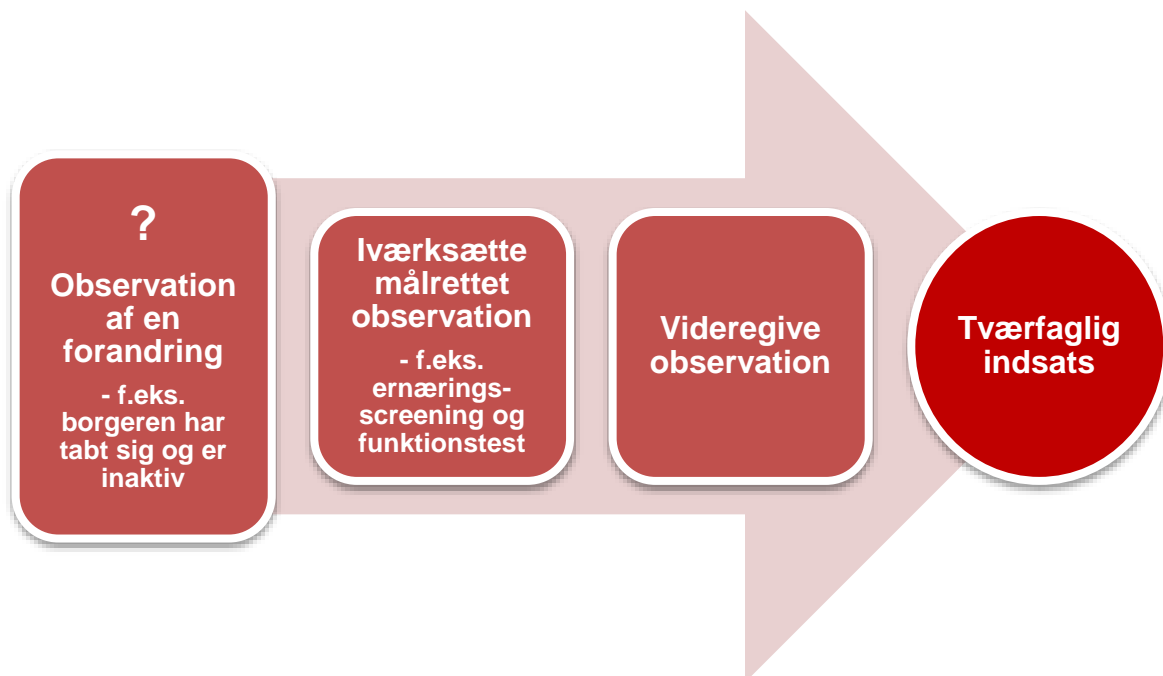 ?
Observation
af en
forandring
- f.eks.
borgeren har
tabt sig og er
inaktiv
Iværksætte
målrettet
observation
- f.eks.
ernærings-
screening og
funktionstest
Videregive
observation
Tværfaglig
indsats